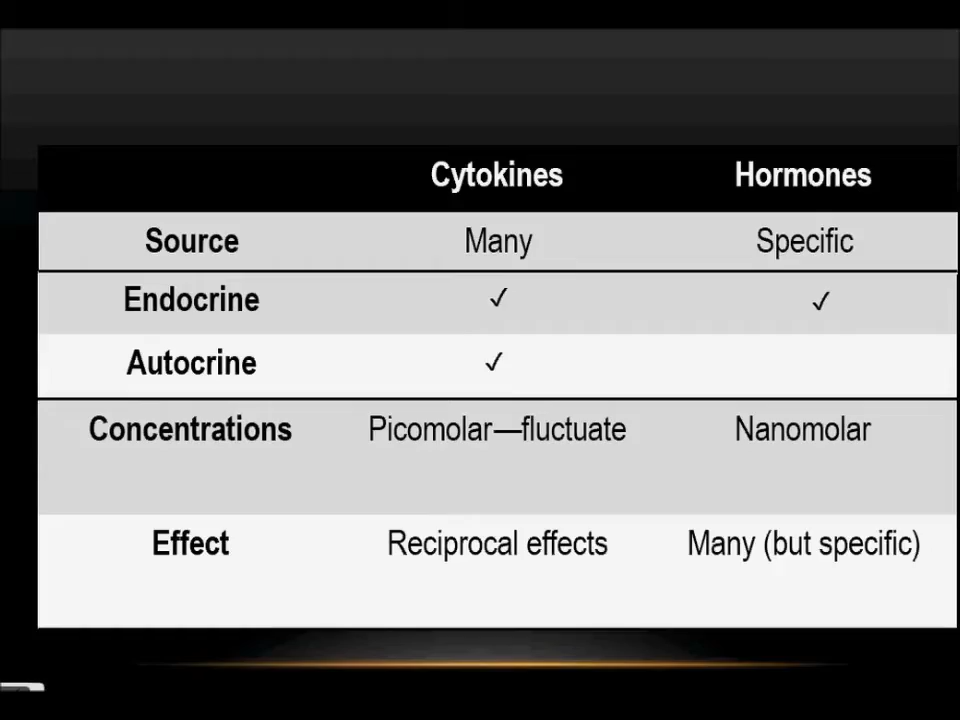 Cytokines Hormones
Source Many Specific
Endocrine ✓ ✓
Autocrine ✓
Concentrations Picomolar—fluctuate Nanomolar
Effect Reciprocal effects Many (but specific)